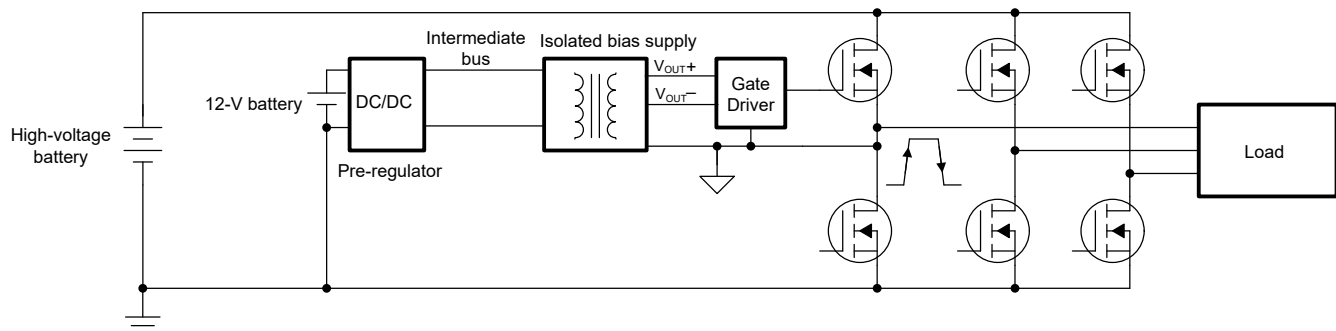 High-voltage
battery
12-V battery
DC/DC
Pre-regulator
Intermediate
bus
Isolated bias supply
VOUT+
VOUT−
Gate
Driver
Load